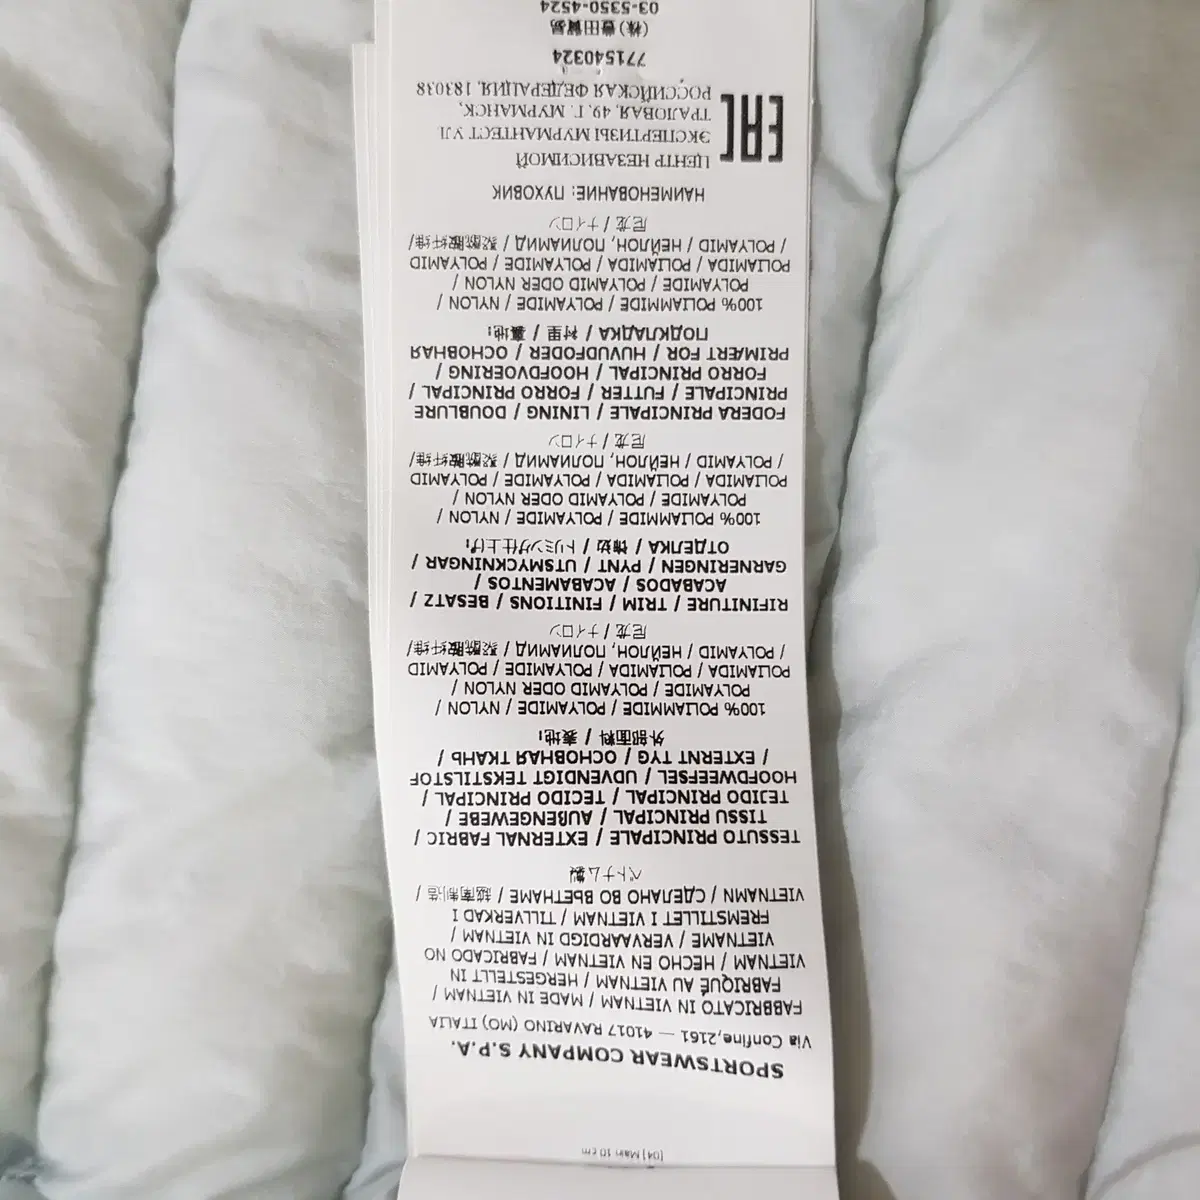 [04] Main 10 cm
SPORTSWEAR COMPANY S.P.A.
Via Confine,2161 — 41017 RAVARINO (MO) ITALIA
FABBRICATO IN VIETNAM / MADE IN VIETNAM /
FABRIQUÉ AU VIETNAM / HERGESTELLT IN
VIETNAM / HECHO EN VIETNAM / FABRICADO NO
VIETNAME / VERVAARDIGD IN VIETNAM /
FREMSTILLET I VIETNAM / TILLVERKAD I
VIETNAMN / СДЕЛАНО ВО ВЬЕТНАМЕ / 越南制造 /
ベトナム製
TESSUTO PRINCIPALE / EXTERNAL FABRIC /
TISSU PRINCIPAL / AUßENGEWEBE /
TEJIDO PRINCIPAL / TECIDO PRINCIPAL /
HOOFDWEEFSEL / UDVENDIGT TEKSTILSTOF
/ EXTERNT TYG / ОСНОВНАЯ ТКАНЬ /
外部面料 / 表地:
100% POLIAMMIDE / POLYAMIDE / NYLON /
POLYAMIDE / POLYAMID ODER NYLON /
POLIAMIDA / POLIAMIDA / POLYAMIDE / POLYAMID
/ POLYAMID / НЕЙЛОН, ПОЛИАМИД / 聚酰胺纤维/
尼龙 / ナイロン
RIFINITURE / TRIM / FINITIONS / BESATZ /
ACABADOS / ACABAMENTOS /
GARNERINGEN / PYNT / UTSMYCKNINGAR /
ОТДЕЛКА / 饰边 / トリミング仕上げ:
100% POLIAMMIDE / POLYAMIDE / NYLON /
POLYAMIDE / POLYAMID ODER NYLON /
POLIAMIDA / POLIAMIDA / POLYAMIDE / POLYAMID
/ POLYAMID / НЕЙЛОН, ПОЛИАМИД / 聚酰胺纤维/
尼龙 / ナイロン
FODERA PRINCIPALE / LINING / DOUBLURE
PRINCIPALE / FUTTER / FORRO PRINCIPAL /
FORRO PRINCIPAL / HOOFDVOERING /
PRIMÆRT FOR / HUVUDFODER / ОСНОВНАЯ
ПОДКЛАДКА / 衬里 / 裏地:
100% POLIAMMIDE / POLYAMIDE / NYLON /
POLYAMIDE / POLYAMID ODER NYLON /
POLIAMIDA / POLIAMIDA / POLYAMIDE / POLYAMID
/ POLYAMID / НЕЙЛОН, ПОЛИАМИД / 聚酰胺纤维/
尼龙 / ナイロン
НАИМЕНОВАНИЕ: ПУХОВИК
EAC
ЦЕНТР НЕЗАВИСИМОЙ
ЭКСПЕРТИЗЫ МУРМАНТЕСТ УЛ.
ТРАЛОВАЯ, 49, Г. МУРМАНСК,
РОССИЙСКАЯ ФЕДЕРАЦИЯ, 183038
771540324
(株)豊田貿易
03-5350-4524